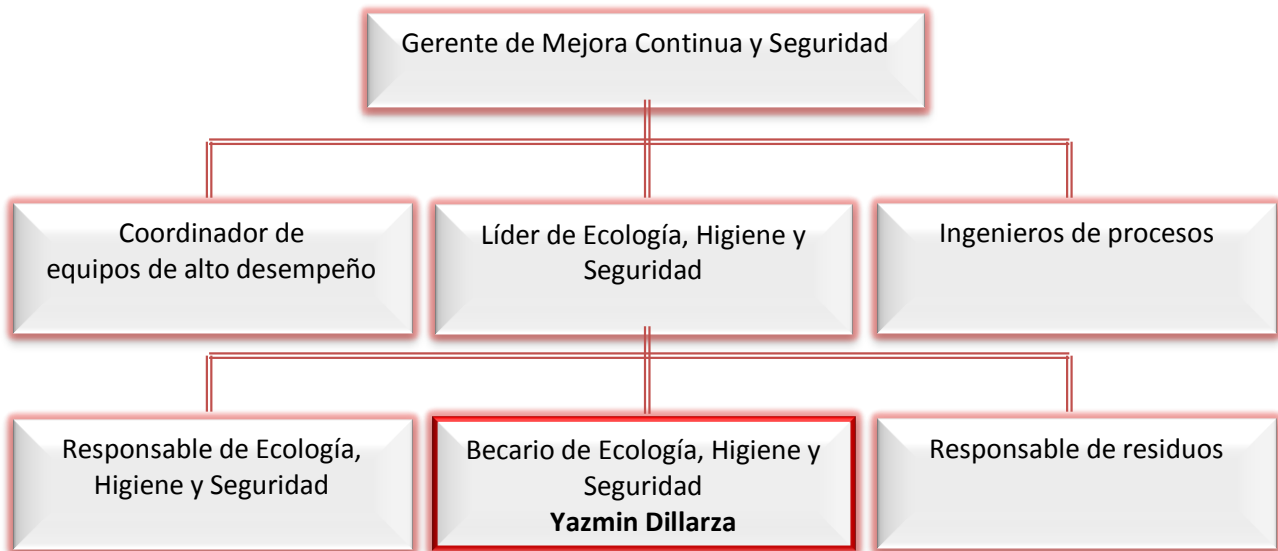 Gerente de Mejora Continua y Seguridad
Coordinador de
equipos de alto desempeño
Líder de Ecología, Higiene y
Seguridad
Ingenieros de procesos
Responsable de Ecología,
Higiene y Seguridad
Becario de Ecología, Higiene y
Seguridad
Yazmin Dillarza
Responsable de residuos